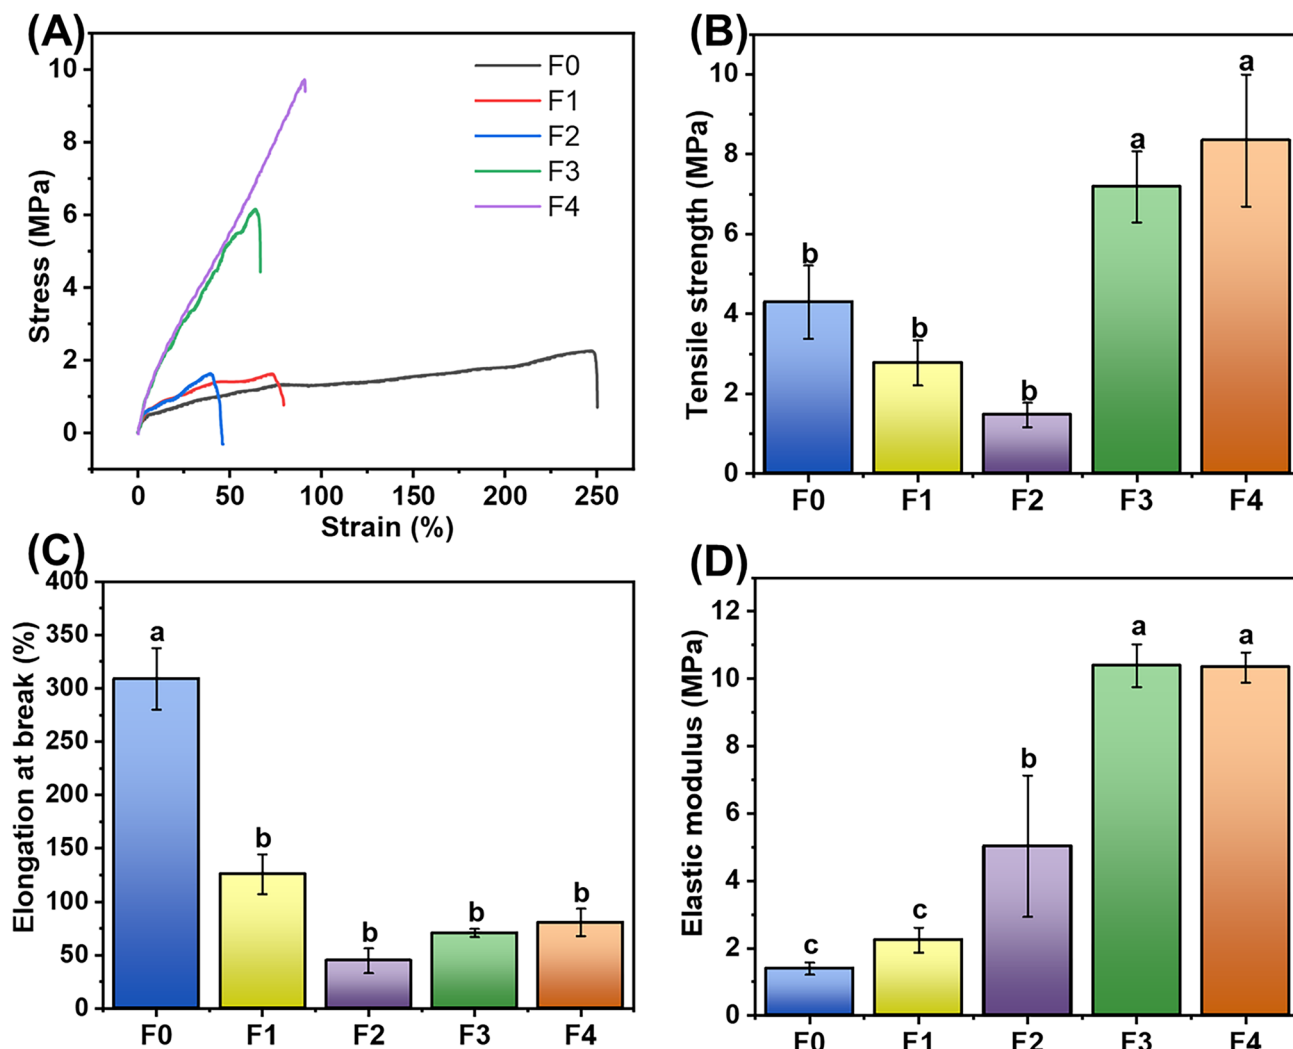 (A)
Stress (MPa)
10
8
6
4
2
0
0 50 100 150 200 250
Strain (%)
F0
F1
F2
F3
F4
(B)
Tensile strength (MPa)
10
8
6
4
2
0
b
b
b
a
a
F0 F1 F2 F3 F4
(C)
Elongation at break (%)
400
350
300
250
200
150
100
50
0
a
b
b
b
b
F0 F1 F2 F3 F4
(D)
Elastic modulus (MPa)
12
10
8
6
4
2
0
c
c
b
a
a
F0 F1 F2 F3 F4